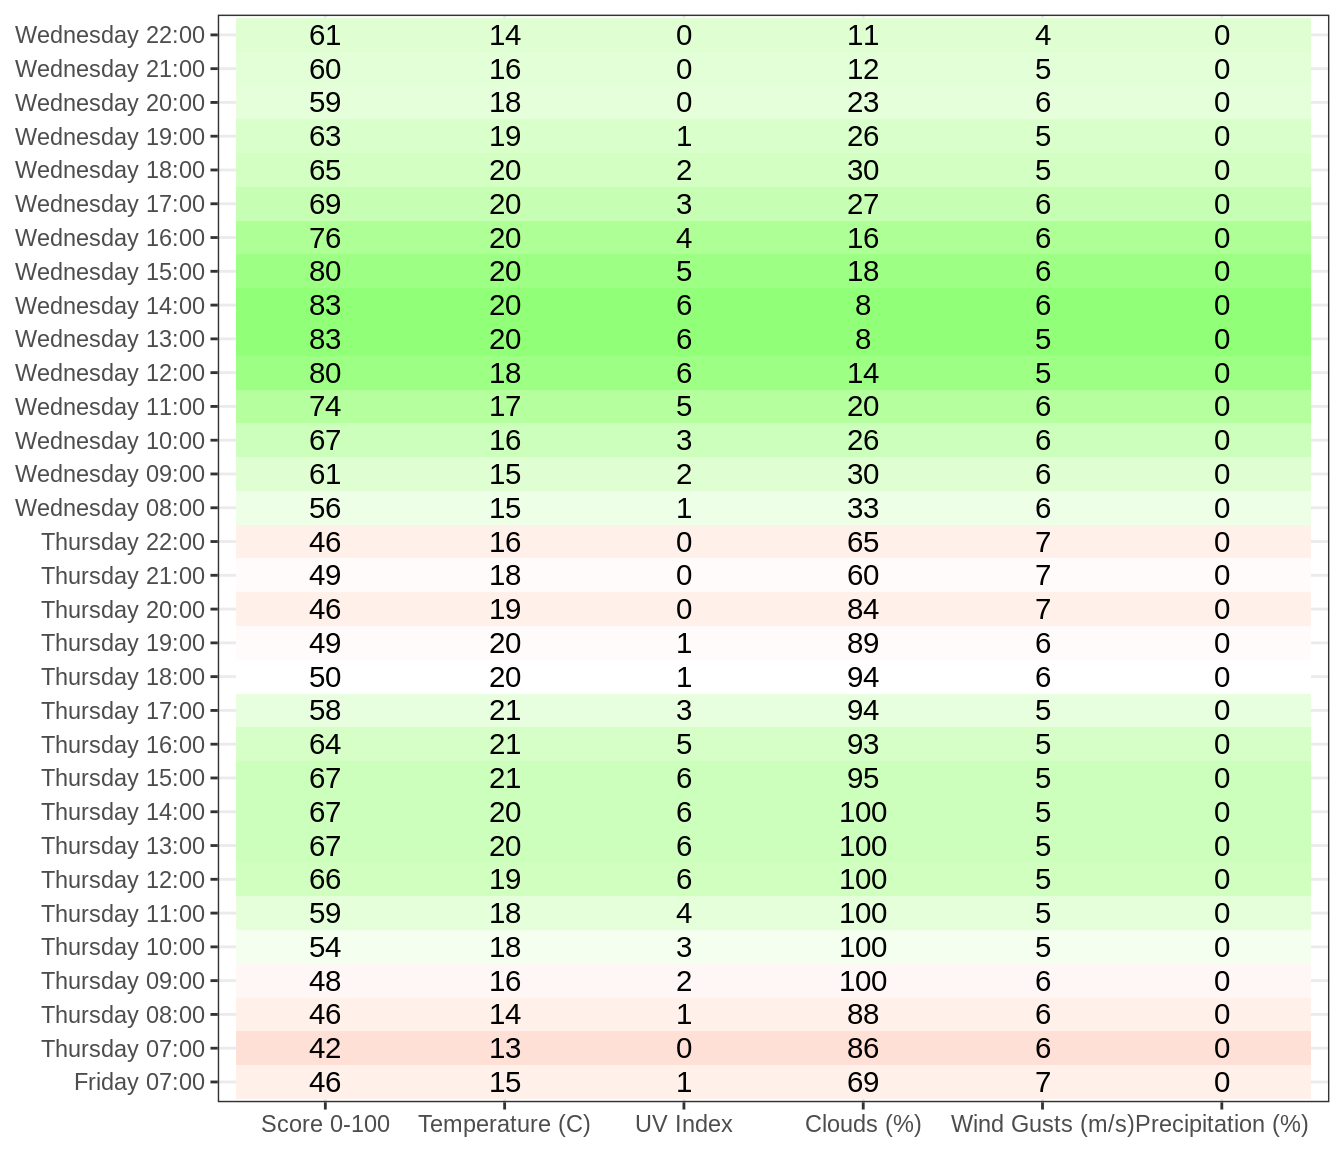 Wednesday 22:00 61 14 0 11 4 0
Wednesday 21:00 60 16 0 12 5 0
Wednesday 20:00 59 18 0 23 6 0
Wednesday 19:00 63 19 1 26 5 0
Wednesday 18:00 65 20 2 30 5 0
Wednesday 17:00 69 20 3 27 6 0
Wednesday 16:00 76 20 4 16 6 0
Wednesday 15:00 80 20 5 18 6 0
Wednesday 14:00 83 20 6 8 6 0
Wednesday 13:00 83 20 6 8 5 0
Wednesday 12:00 80 18 6 14 5 0
Wednesday 11:00 74 17 5 20 6 0
Wednesday 10:00 67 16 3 26 6 0
Wednesday 09:00 61 15 2 30 6 0
Wednesday 08:00 56 15 1 33 6 0
Thursday 22:00 46 16 0 65 7 0
Thursday 21:00 49 18 0 60 7 0
Thursday 20:00 46 19 0 84 7 0
Thursday 19:00 49 20 1 89 6 0
Thursday 18:00 50 20 1 94 6 0
Thursday 17:00 58 21 3 94 5 0
Thursday 16:00 64 21 5 93 5 0
Thursday 15:00 67 21 6 95 5 0
Thursday 14:00 67 20 6 100 5 0
Thursday 13:00 67 20 6 100 5 0
Thursday 12:00 66 19 6 100 5 0
Thursday 11:00 59 18 4 100 5 0
Thursday 10:00 54 18 3 100 5 0
Thursday 09:00 48 16 2 100 6 0
Thursday 08:00 46 14 1 88 6 0
Thursday 07:00 42 13 0 86 6 0
Friday 07:00 46 15 1 69 7 0
Score 0-100 Temperature (C) UV Index Clouds (%) Wind Gusts (m/s) Precipitation (%)